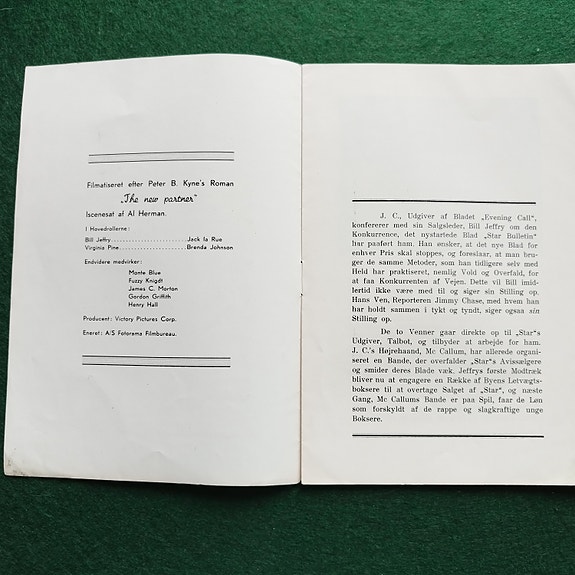 Filmatiseret efter Peter B. Kyne's Roman
„The new partner"
Iscenesat af Al Herman.
I Hovedrollerne:
Bill Jeffry........................Jack la Rue
Virginia Pine......................Brenda Johnson
Endvidere medvirker:
Monte Blue
Fuzzy Knigdt
James C. Morton
Gordon Griffith
Henry Hall
Producer: Victory Pictures Corp.
Eneret: A/S Fotorama Filmbureau.
J. C., Udgiver af Bladet „Evening Call",
konfererer med sin Salgsleder, Bill Jeffry om den
Konkurrence, det nystartede Blad „Star Bulletin"
har paaført ham. Han ønsker, at det nye Blad for
enhver Pris skal stoppes, og foreslaar, at man bru-
ger de samme Metoder, som han tidligere selv med
Held har praktiseret, nemlig Vold og Overfald, for
at faa Konkurrenten af Vejen. Dette vil Bill imid-
lertid ikke være med til og siger sin Stilling op.
Hans Ven, Reporteren Jimmy Chase, med hvem han
har holdt sammen i tykt og tyndt, siger ogsaa sin
Stilling op.
De to Venner gaar direkte op til „Star"s
Udgiver, Talbot, og tilbyder at arbejde for ham.
J. C.'s Højrehaand, Mc Callum, har allerede organi-
seret en Bande, der overfalder „Star"s Avissælgere
og smider deres Blade væk. Jeffrys første Modtræk
bliver nu at engagere en Række af Byens Letvægts-
boksere til at overtage Salget af „Star", og næste
Gang, Mc Callums Bande er paa Spil, faar de Løn
som forskyldt af de rappe og slagkraftige unge
Boksere.